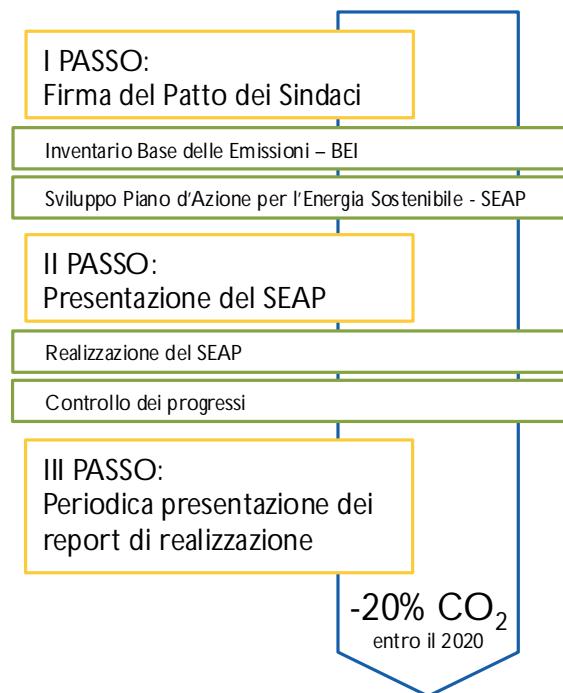 I PASSO:
Firma del Patto dei Sindaci
Inventario Base delle Emissioni – BEI
Sviluppo Piano d'Azione per l'Energia Sostenibile - SEAP
II PASSO:
Presentazione del SEAP
Realizzazione del SEAP
Controllo dei progressi
III PASSO:
Periodica presentazione dei
report di realizzazione
-20% CO₂
entro il 2020